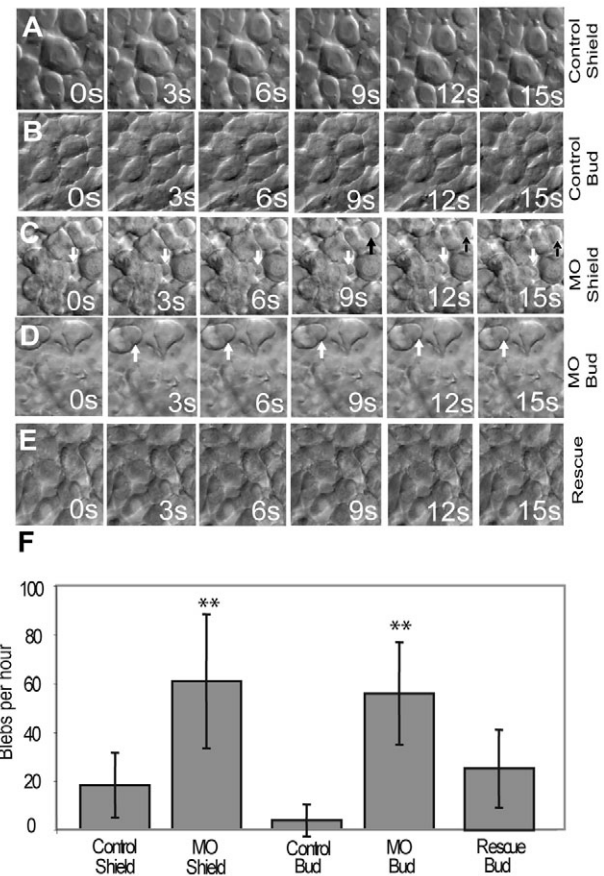 A
0s 3s 6s 9s 12s 15s
Control
Shield
B
0s 3s 6s 9s 12s 15s
Control
Bud
C
0s 3s 6s 9s 12s 15s
MO
Shield
D
0s 3s 6s 9s 12s 15s
MO
Bud
E
0s 3s 6s 9s 12s 15s
Rescue
F
Blebs per hour
100
80
60
40
20
0
**
**
Control MO Control MO Rescue
Shield Shield Bud Bud Bud